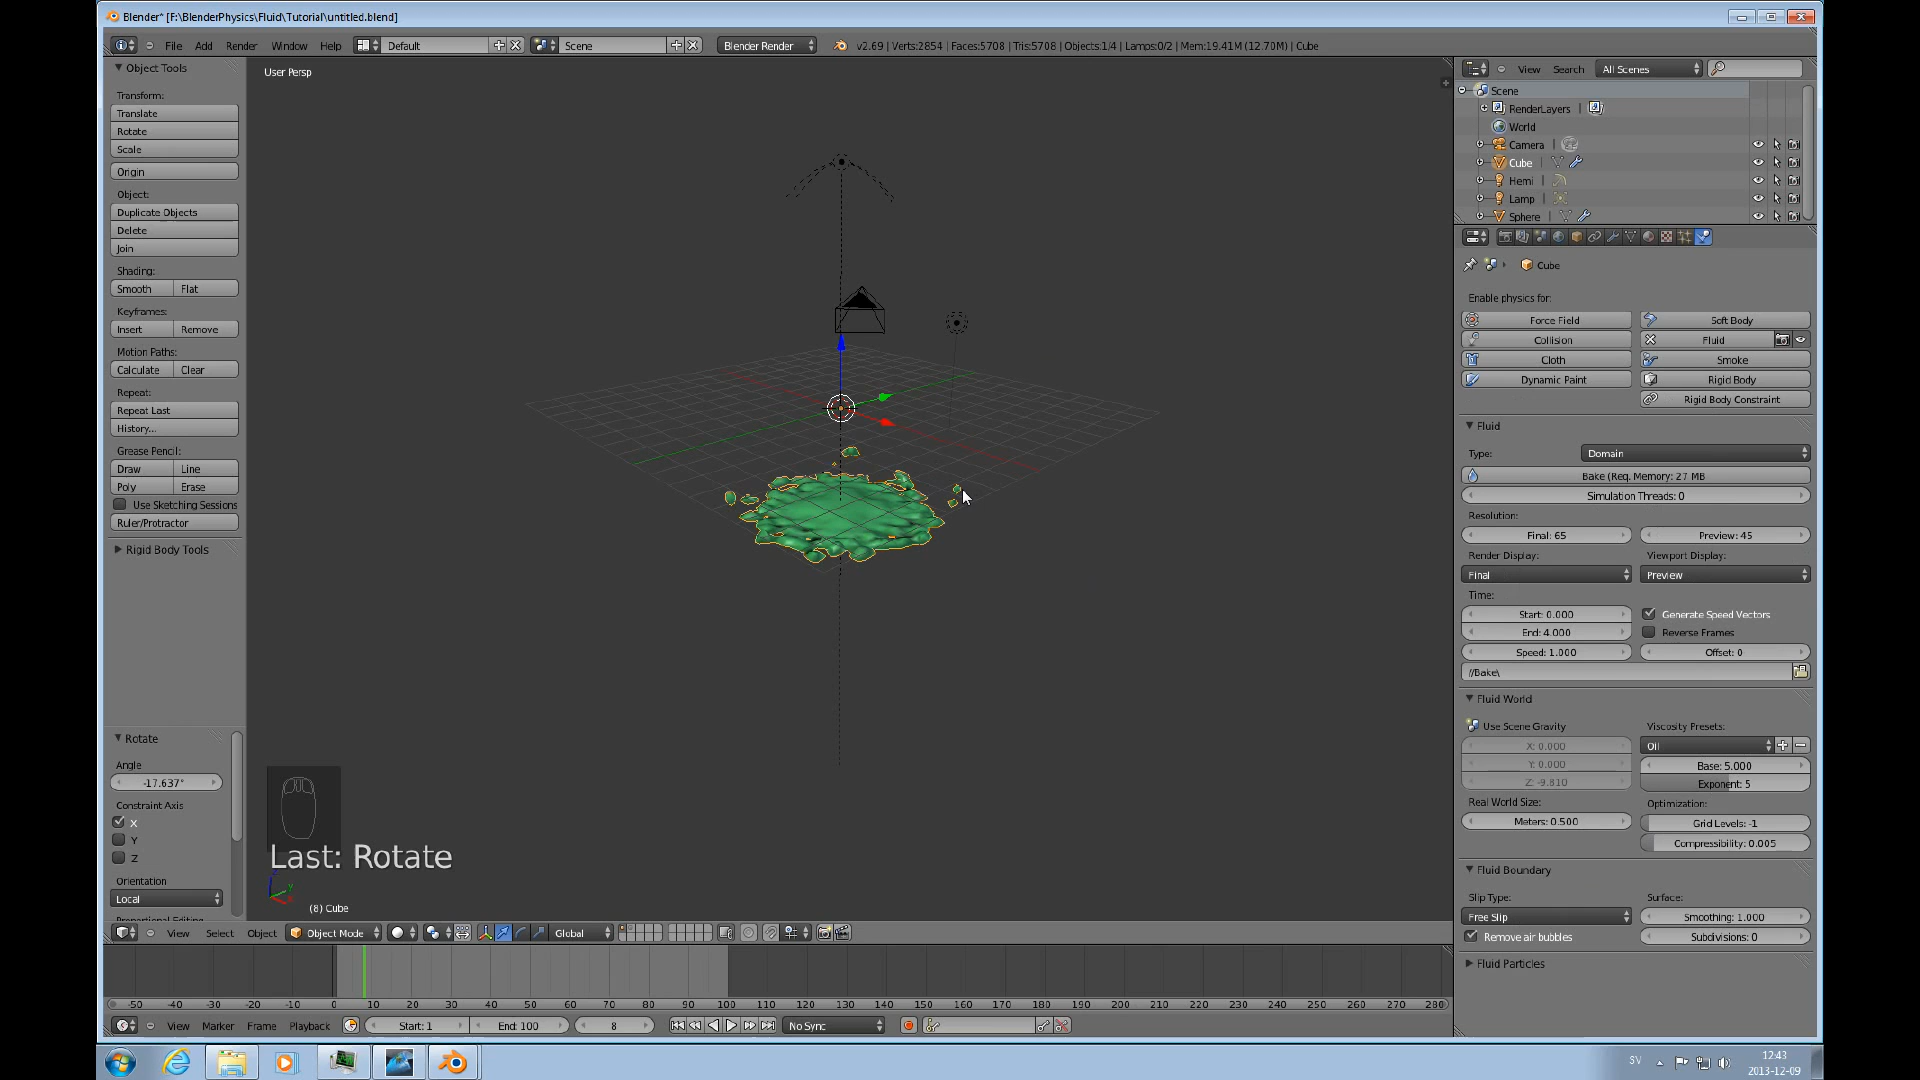 Blender* [F:\BlenderPhysics\Fluid\Tutorial\untitled.blend]
File Add Render Window Help Default Scene Blender Render v2.69 | Verts:2854 | Faces:5708 | Tris:5708 | Objects:1/4 | Lamps:0/2 | Mem:19.41M (12.70M) | Cube
Object Tools
Transform:
Translate
Rotate
Scale
Origin
Object:
Duplicate Objects
Delete
Join
Shading:
Smooth Flat
Keyframes:
Insert Remove
Motion Paths:
Calculate Clear
Repeat:
Repeat Last
History...
Grease Pencil:
Draw Line
Poly Erase
Use Sketching Sessions
Ruler/Protractor
Rigid Body Tools
Rotate
Angle
-17.637°
Constraint Axis
X
Y
Z
Orientation
Local
User Persp
Last: Rotate
(8) Cube
View Select Object Object Mode Global
-50 -40 -30 -20 -10 0 10 20 30 40 50 60 70 80 90 100 110 120 130 140 150 160 170 180 190 200 210 220 230 240 250 260 270 280
View Marker Frame Playback Start: 1 End: 100 8 No Sync
View Search All Scenes
Scene
RenderLayers
World
Camera
Cube
Hemi
Lamp
Sphere
Cube
Enable physics for:
Force Field Soft Body
Collision Fluid
Cloth Smoke
Dynamic Paint Rigid Body
Rigid Body Constraint
Fluid
Type: Domain
Bake (Req. Memory: 27 MB
Simulation Threads: 0
Resolution:
Final: 65 Preview: 45
Render Display: Viewport Display:
Final Preview
Time:
Start: 0.000 Generate Speed Vectors
End: 4.000 Reverse Frames
Speed: 1.000 Offset: 0
//Bake\
Fluid World
Use Scene Gravity Viscosity Presets:
X: 0.000 Oil
Y: 0.000 Base: 5.000
Z: -9.810 Exponent: 5
Real World Size: Optimization:
Meters: 0.500 Grid Levels: -1
Compressibility: 0.005
Fluid Boundary
Slip Type: Surface:
Free Slip Smoothing: 1.000
Remove air bubbles Subdivisions: 0
Fluid Particles
SV 12:43
2013-12-09